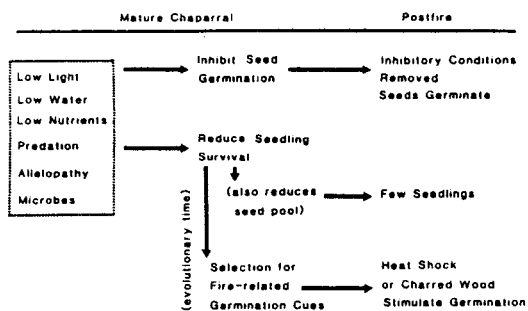 Mature Chaparral
Postfire
Low Light
Low Water
Low Nutrients
Predation
Allelopathy
Microbes
Inhibit Seed
Germination
Inhibitory Conditions
Removed
Seeds Germinate
Reduce Seedling
Survival
(also reduces
seed pool)
Few Seedlings
(evolutionary time)
Selection for
Fire-related
Germination Cues
Heat Shock
or Charred Wood
Stimulate Germination